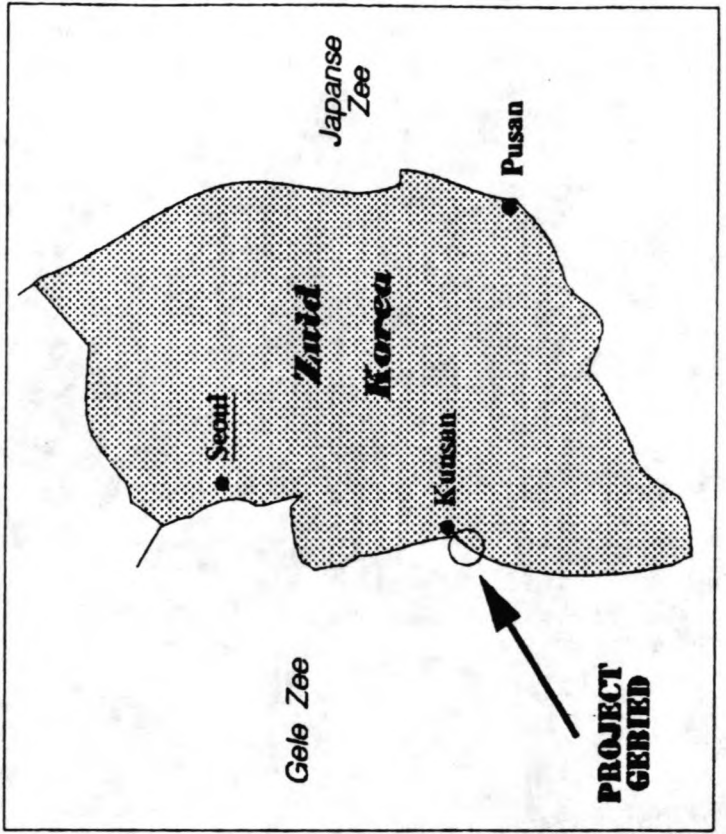 Japanse
Zee
Seoul
Zuid
Korea
Gele Zee
Kunsan
Pusan
PROJECT
GEBIED